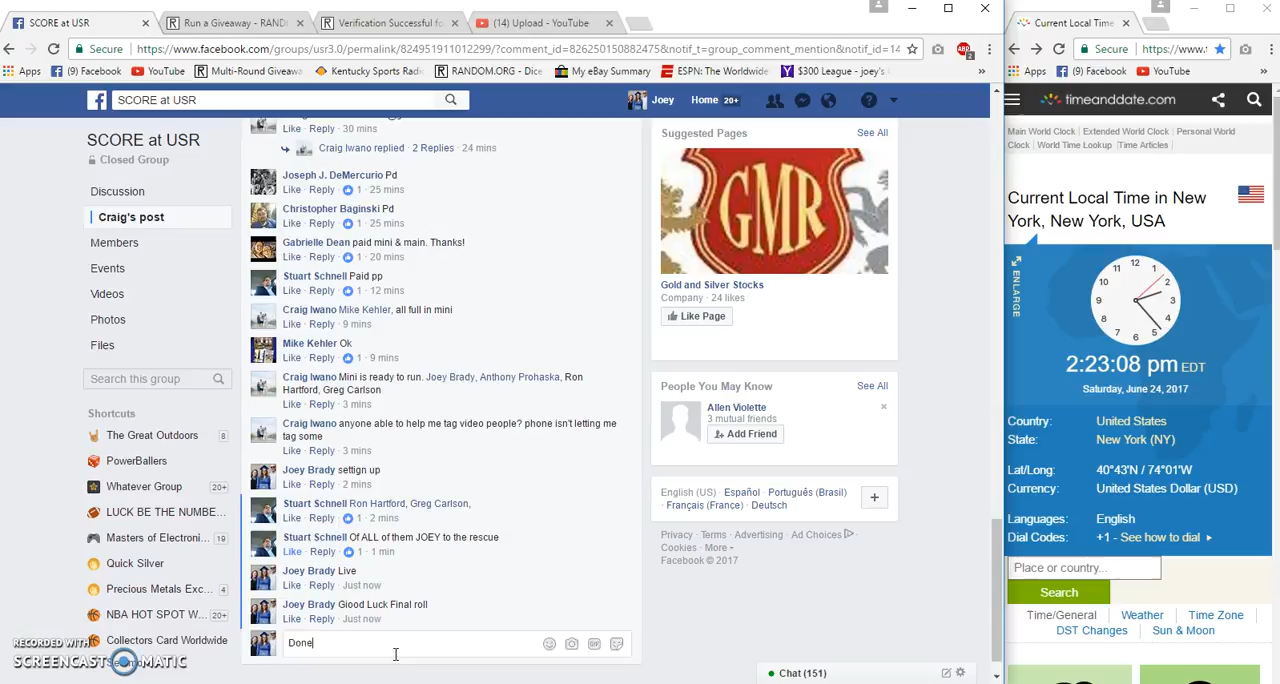 SCORE at USR
Run a Giveaway - RAND
Verification Successful fo
(14) Upload - YouTube
Current Local Time
Secure https://www.facebook.com/groups/usr3.0/permalink/824951911012299/?comment_id=826250150882475&notif_t=group_comment_mention&notif_id=14
Secure https://www.t
Apps (9) Facebook YouTube Multi-Round Giveaw Kentucky Sports Radi RANDOM.ORG - Dice My eBay Summary ESPN: The Worldwide $300 League - joey's l »
Apps (9) Facebook YouTube
SCORE at USR
Joey Home 20+
timeanddate.com
SCORE at USR
Closed Group
Discussion
Craig's post
Members
Events
Videos
Photos
Files
Search this group
Shortcuts
The Great Outdoors 8
PowerBallers
Whatever Group 20+
LUCK BE THE NUMBE...
Masters of Electroni... 19
Quick Silver
Precious Metals Exc... 4
NBA HOT SPOT W... 20+
Collectors Card Worldwide
RECORDED WITH
SCREENCAST-O-MATIC
Like · Reply · 30 mins
Craig Iwano replied · 2 Replies · 24 mins
Joseph J. DeMercurio Pd
Like · Reply · 1 · 25 mins
Christopher Baginski Pd
Like · Reply · 1 · 25 mins
Gabrielle Dean paid mini & main. Thanks!
Like · Reply · 1 · 20 mins
Stuart Schnell Paid pp
Like · Reply · 1 · 12 mins
Craig Iwano Mike Kehler, all full in mini
Like · Reply · 9 mins
Mike Kehler Ok
Like · Reply · 1 · 9 mins
Craig Iwano Mini is ready to run. Joey Brady, Anthony Prohaska, Ron
Hartford, Greg Carlson
Like · Reply · 3 mins
Craig Iwano anyone able to help me tag video people? phone isn't letting me
tag some
Like · Reply · 3 mins
Joey Brady settign up
Like · Reply · 2 mins
Stuart Schnell Ron Hartford, Greg Carlson,
Like · Reply · 1 · 2 mins
Stuart Schnell Of ALL of them JOEY to the rescue
Like · Reply · 1 · 1 min
Joey Brady Live
Like · Reply · Just now
Joey Brady Giood Luck Final roll
Like · Reply · Just now
Done
Suggested Pages See All
GMR
Gold and Silver Stocks
Company · 24 likes
Like Page
People You May Know See All
Allen Violette
3 mutual friends
Add Friend
English (US) · Español · Português (Brasil) ·
Français (France) · Deutsch
Privacy · Terms · Advertising · Ad Choices ·
Cookies · More
Facebook © 2017
Chat (151)
Main World Clock | Extended World Clock | Personal World
Clock | World Time Lookup | Time Articles |
Current Local Time in New
York, New York, USA
ENLARGE
12 1 2 3 4 5 6 7 8 9 10 11
2:23:08 pm EDT
Saturday, June 24, 2017
Country: United States
State: New York (NY)
Lat/Long: 40°43'N / 74°01'W
Currency: United States Dollar (USD)
Languages: English
Dial Codes: +1 - See how to dial
Place or country...
Search
Time/General Weather Time Zone
DST Changes Sun & Moon